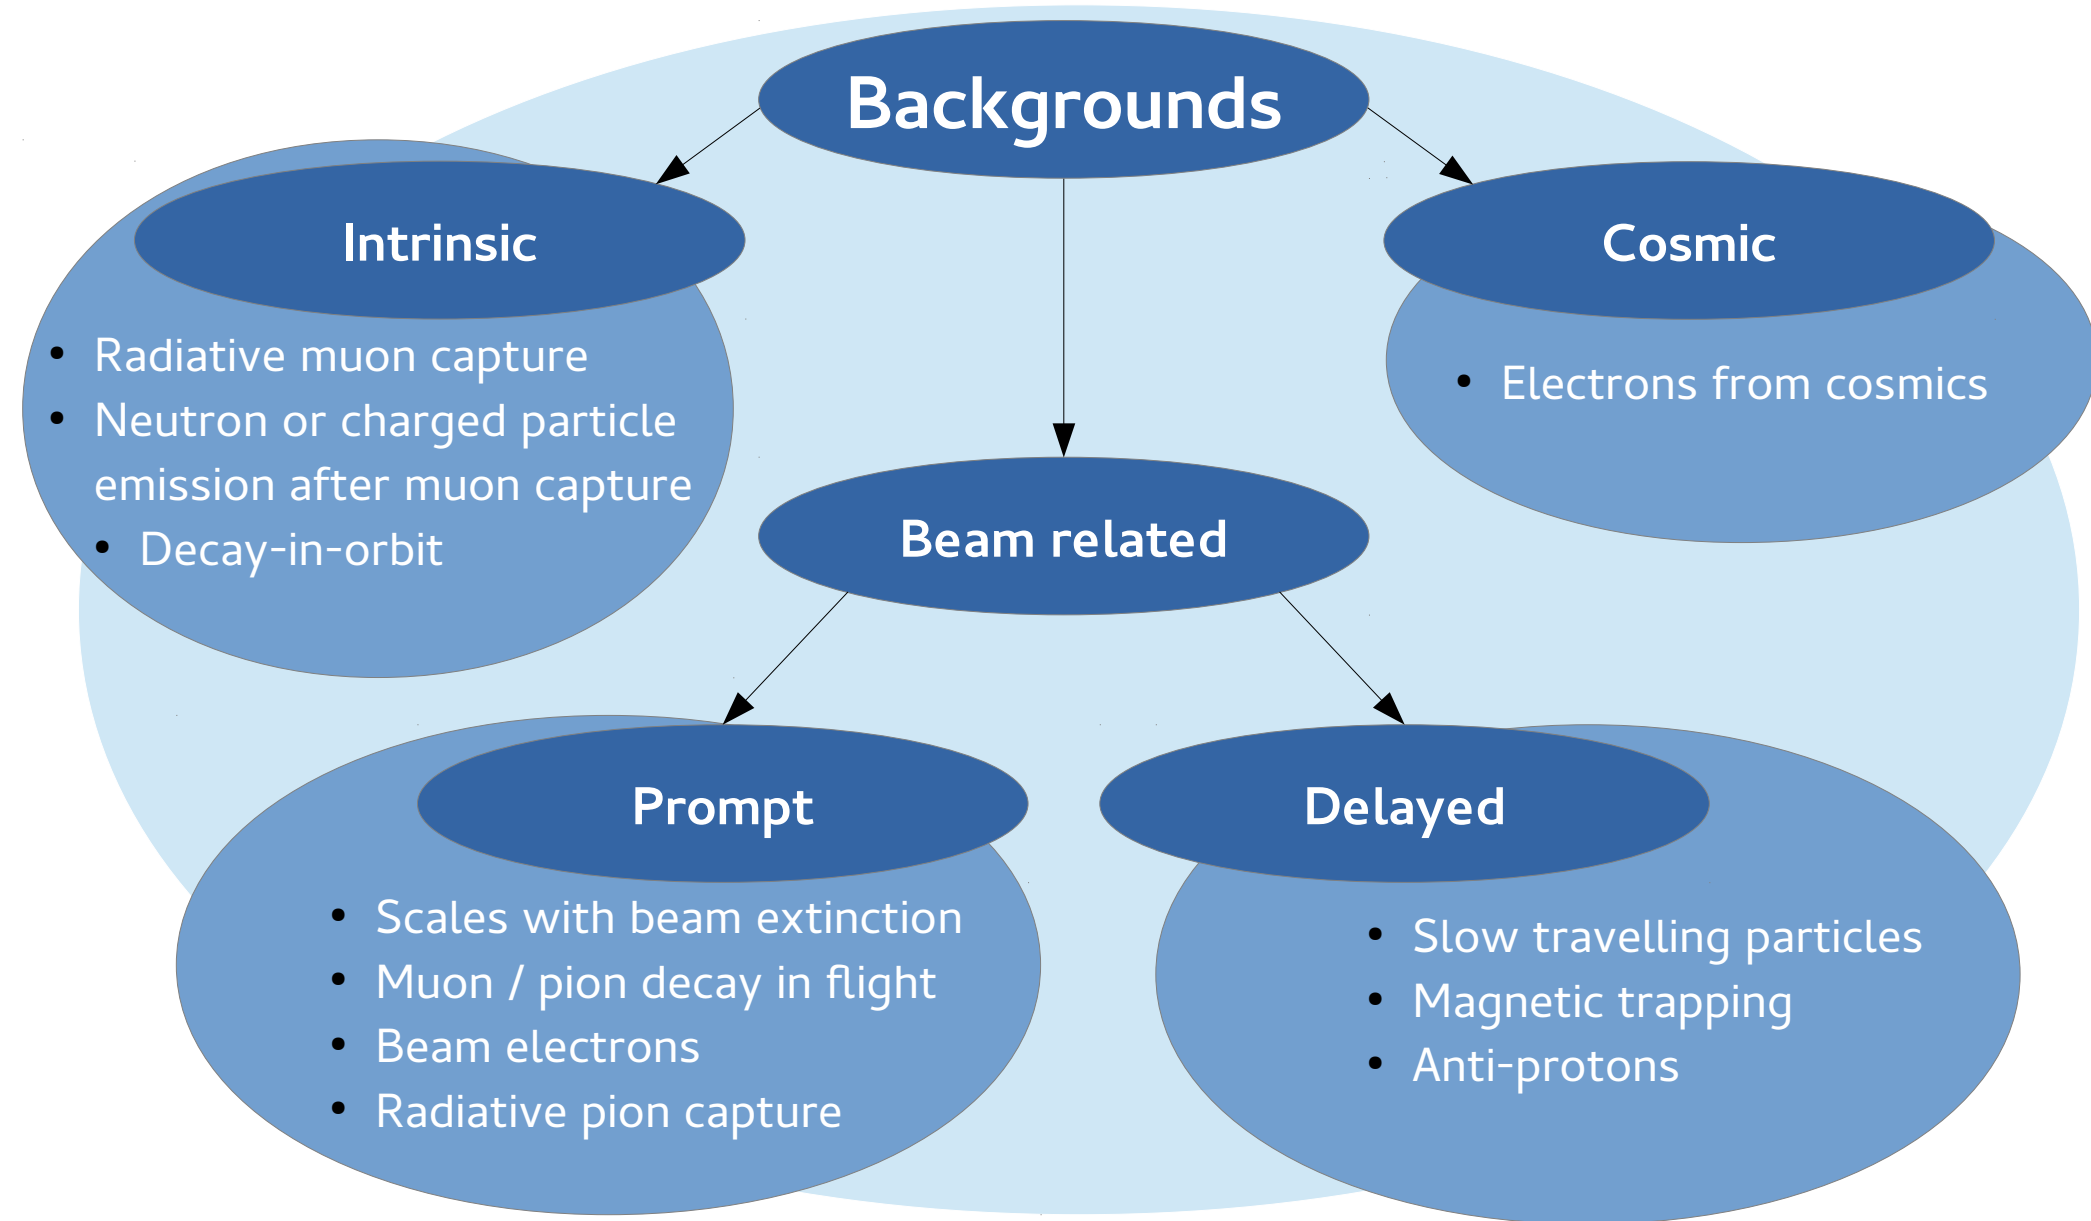 Backgrounds
Intrinsic
• Radiative muon capture
• Neutron or charged particle
emission after muon capture
• Decay-in-orbit
Cosmic
• Electrons from cosmics
Beam related
Prompt
• Scales with beam extinction
• Muon / pion decay in flight
• Beam electrons
• Radiative pion capture
Delayed
• Slow travelling particles
• Magnetic trapping
• Anti-protons